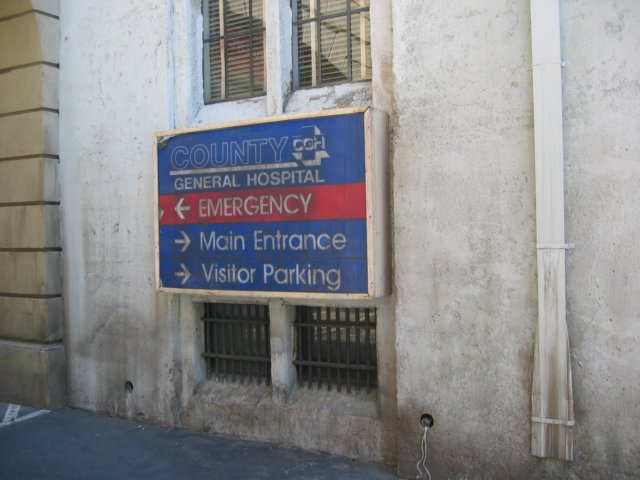 COUNTY CGH
GENERAL HOSPITAL
← EMERGENCY
→ Main Entrance
→ Visitor Parking